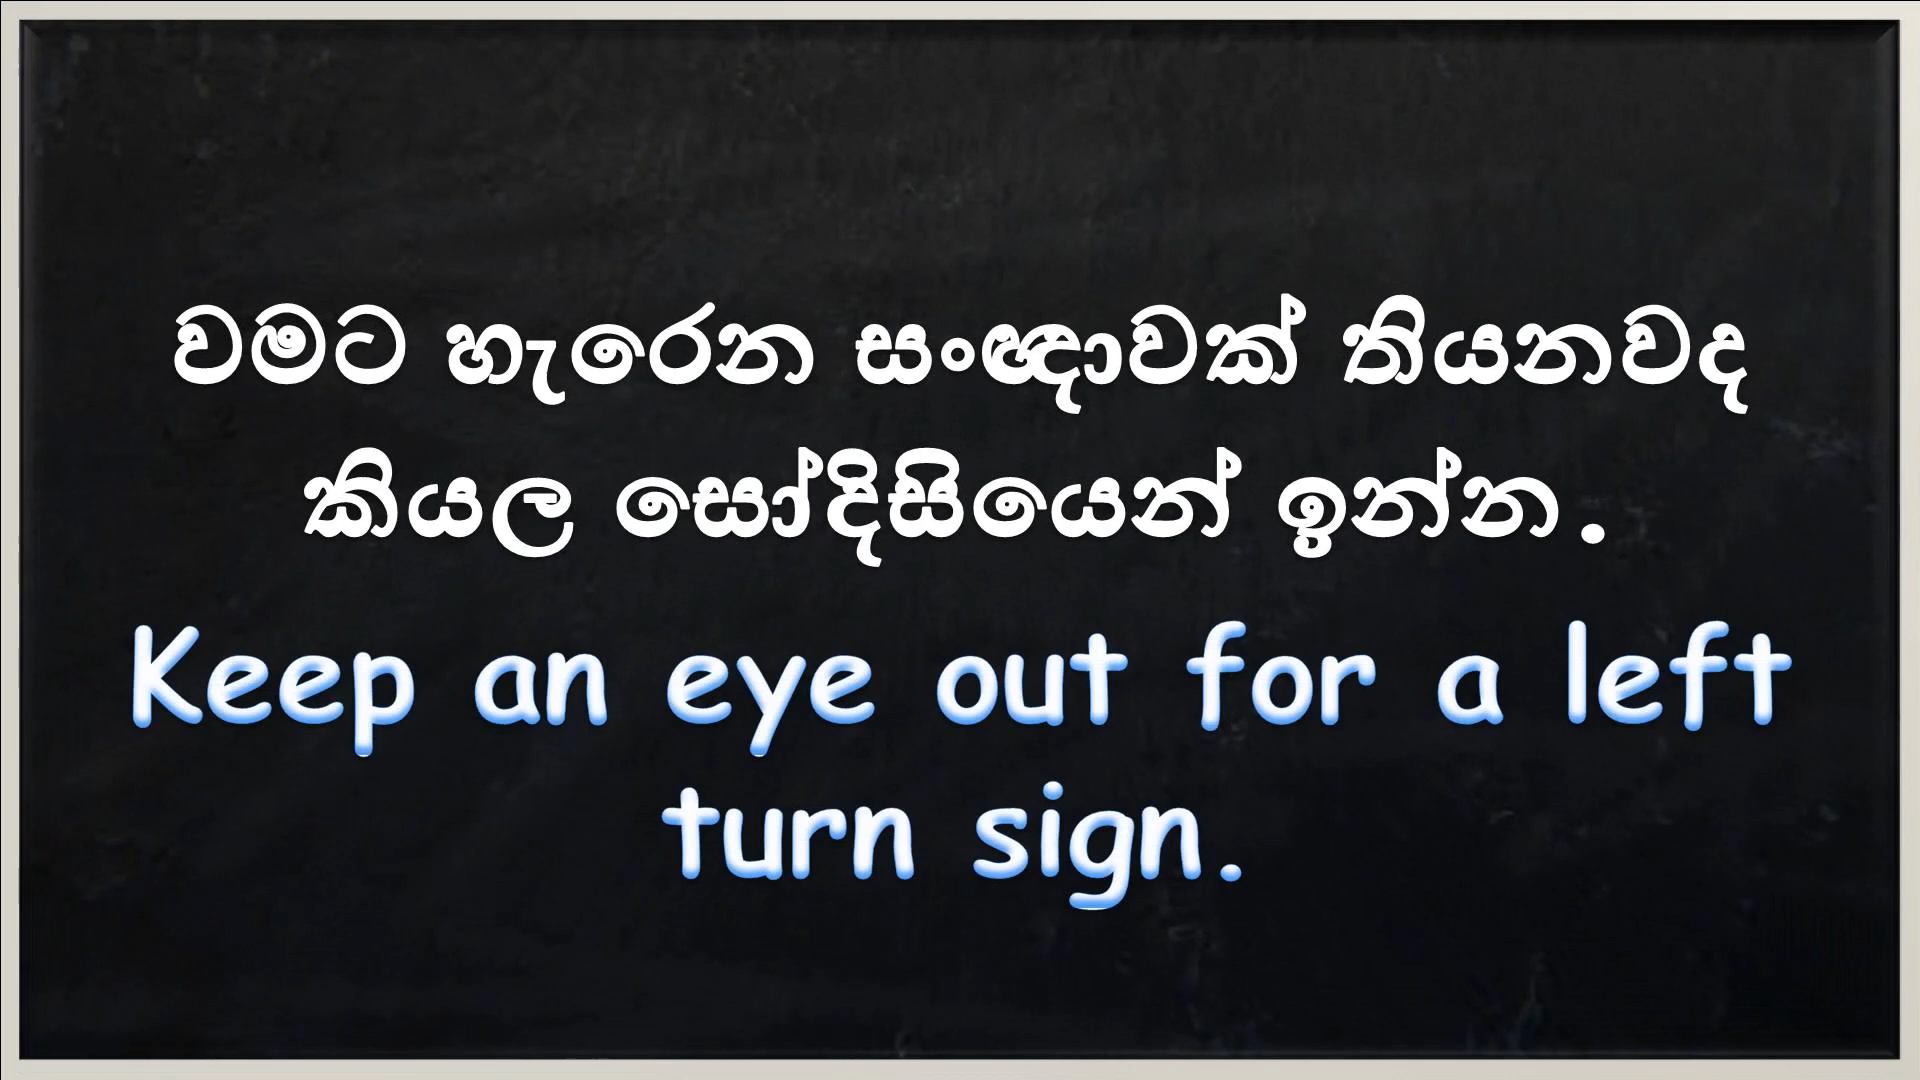 වමට හැරෙන සංඥාවක් තියනවද
කියල සෝදිසියෙන් ඉන්න.
Keep an eye out for a left
turn sign.